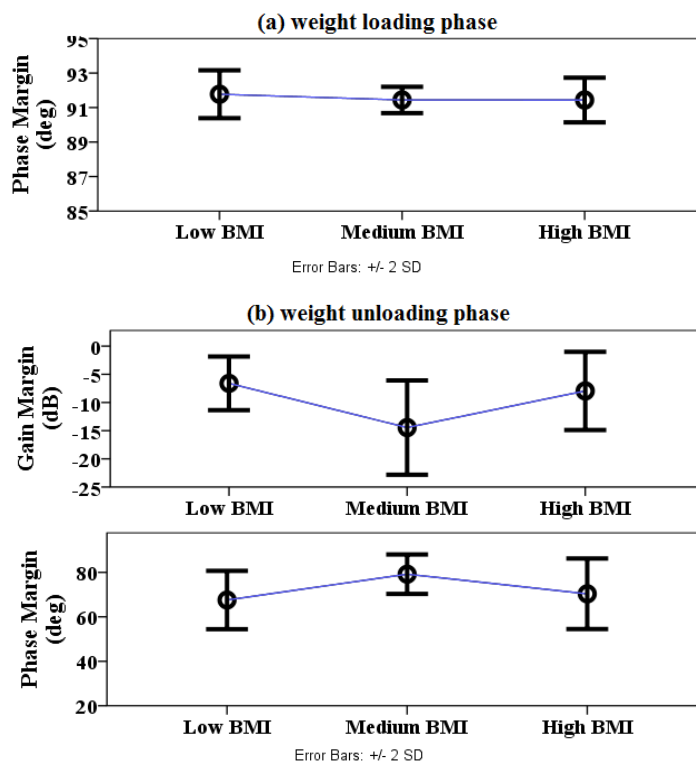 (a) weight loading phase
Phase Margin
(deg)
95
93
91
89
87
85
Low BMI Medium BMI High BMI
Error Bars: +/- 2 SD
(b) weight unloading phase
Gain Margin
(dB)
0
-5
-10
-15
-20
-25
Low BMI Medium BMI High BMI
Phase Margin
(deg)
80
60
40
20
Low BMI Medium BMI High BMI
Error Bars: +/- 2 SD